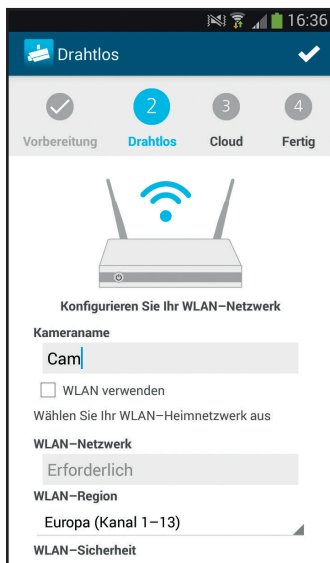 16:36
Drahtlos
2 3 4
Vorbereitung Drahtlos Cloud Fertig
Konfigurieren Sie Ihr WLAN-Netzwerk
Kameraname
Cam
WLAN verwenden
Wählen Sie Ihr WLAN-Heimnetzwerk aus
WLAN-Netzwerk
Erforderlich
WLAN-Region
Europa (Kanal 1-13)
WLAN-Sicherheit